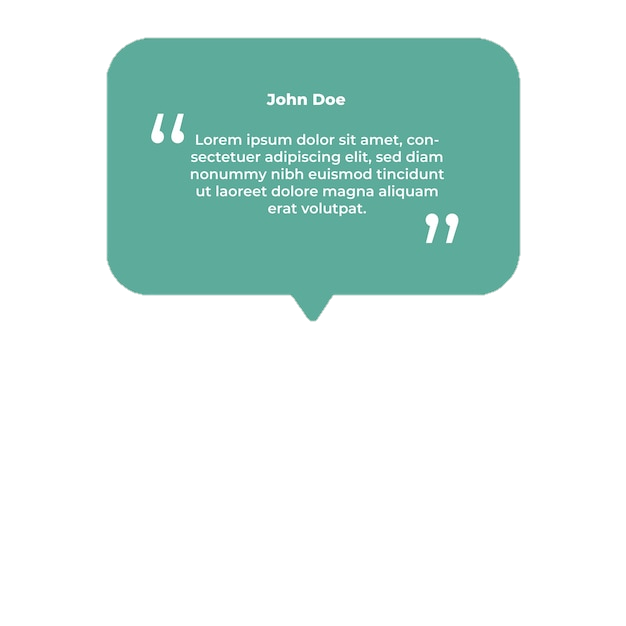 John Doe
“ Lorem ipsum dolor sit amet, con-
sectetuer adipiscing elit, sed diam
nonummy nibh euismod tincidunt
ut laoreet dolore magna aliquam
erat volutpat.
”